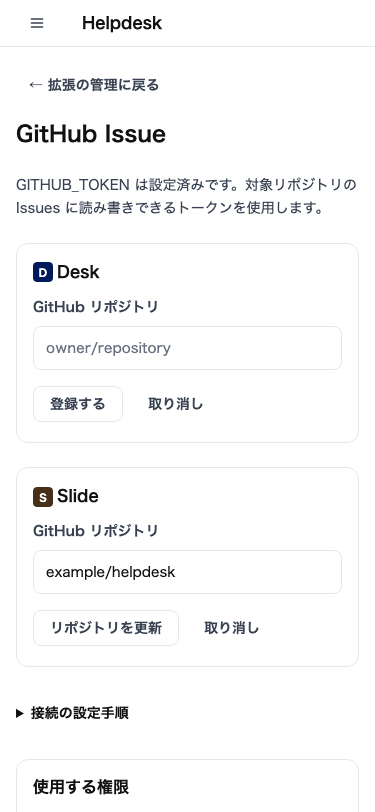 Helpdesk
← 拡張の管理に戻る
GitHub Issue
GITHUB_TOKEN は設定済みです。対象リポジトリの
Issues に読み書きできるトークンを使用します。
D Desk
GitHub リポジトリ
owner/repository
登録する 取り消し
S Slide
GitHub リポジトリ
example/helpdesk
リポジトリを更新 取り消し
▶ 接続の設定手順
使用する権限